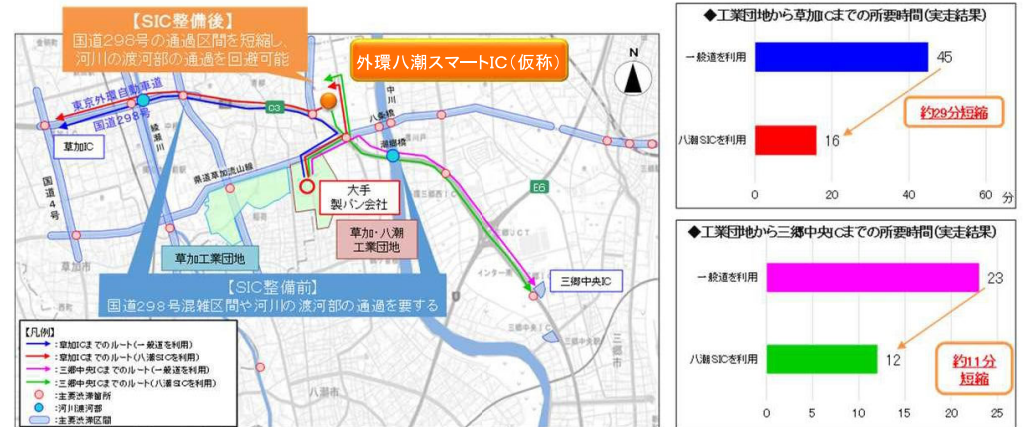 【SIC整備後】
国道298号の通過区間を短縮し、
河川の渡河部の通過を回避可能
外環八潮スマートIC(仮称)
N
東京外環自動車道
国道298号
C3
中川
八条橋
潮郷橋
綾瀬川
草加IC
国道4号
県道草加流山線
大手
製パン会社
E6
三郷JCT
草加・八潮
工業団地
草加工業団地
草加市
三郷中央IC
【SIC整備前】
国道298号混雑区間や河川の渡河部の通過を要する
三郷市
八潮市
【凡例】
:草加ICまでのルート(一般道を利用)
:草加ICまでのルート(八潮SICを利用)
:三郷中央ICまでのルート(一般道を利用)
:三郷中央ICまでのルート(八潮SICを利用)
:主要渋滞箇所
:河川渡河部
:主要渋滞区間
◆工業団地から草加ICまでの所要時間(実走結果)
一般道を利用
45
約29分短縮
八潮SICを利用
16
0 20 40 60 分
◆工業団地から三郷中央ICまでの所要時間(実走結果)
一般道を利用
23
八潮SICを利用
12
約11分
短縮
0 5 10 15 20 25